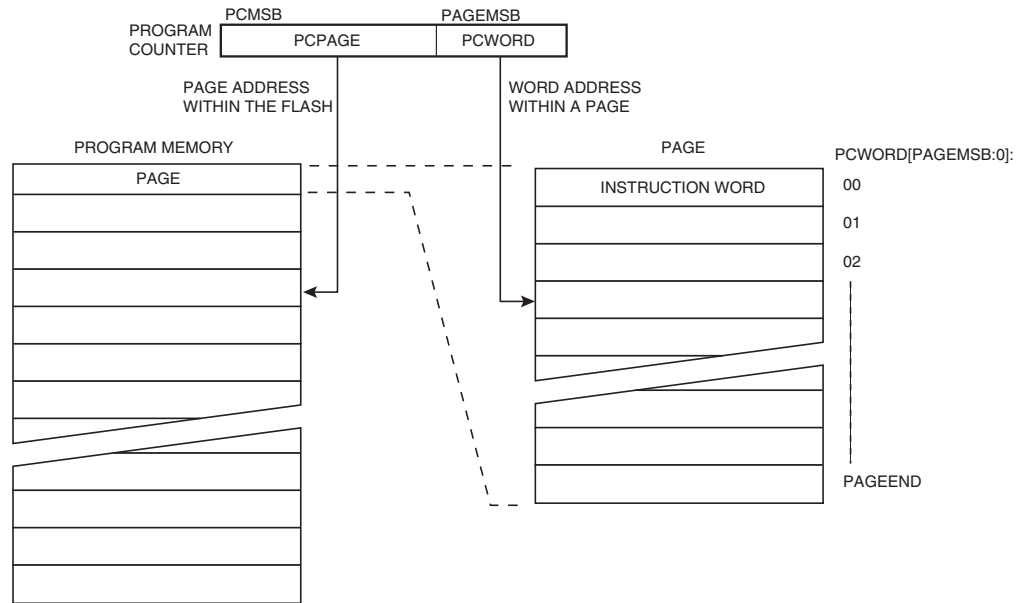 PCMSB
PAGEMSB
PROGRAM
COUNTER
PCPAGE
PCWORD
PAGE ADDRESS
WITHIN THE FLASH
WORD ADDRESS
WITHIN A PAGE
PROGRAM MEMORY
PAGE
PAGE
INSTRUCTION WORD
PCWORD[PAGEMSB:0]:
00
01
02
PAGEEND